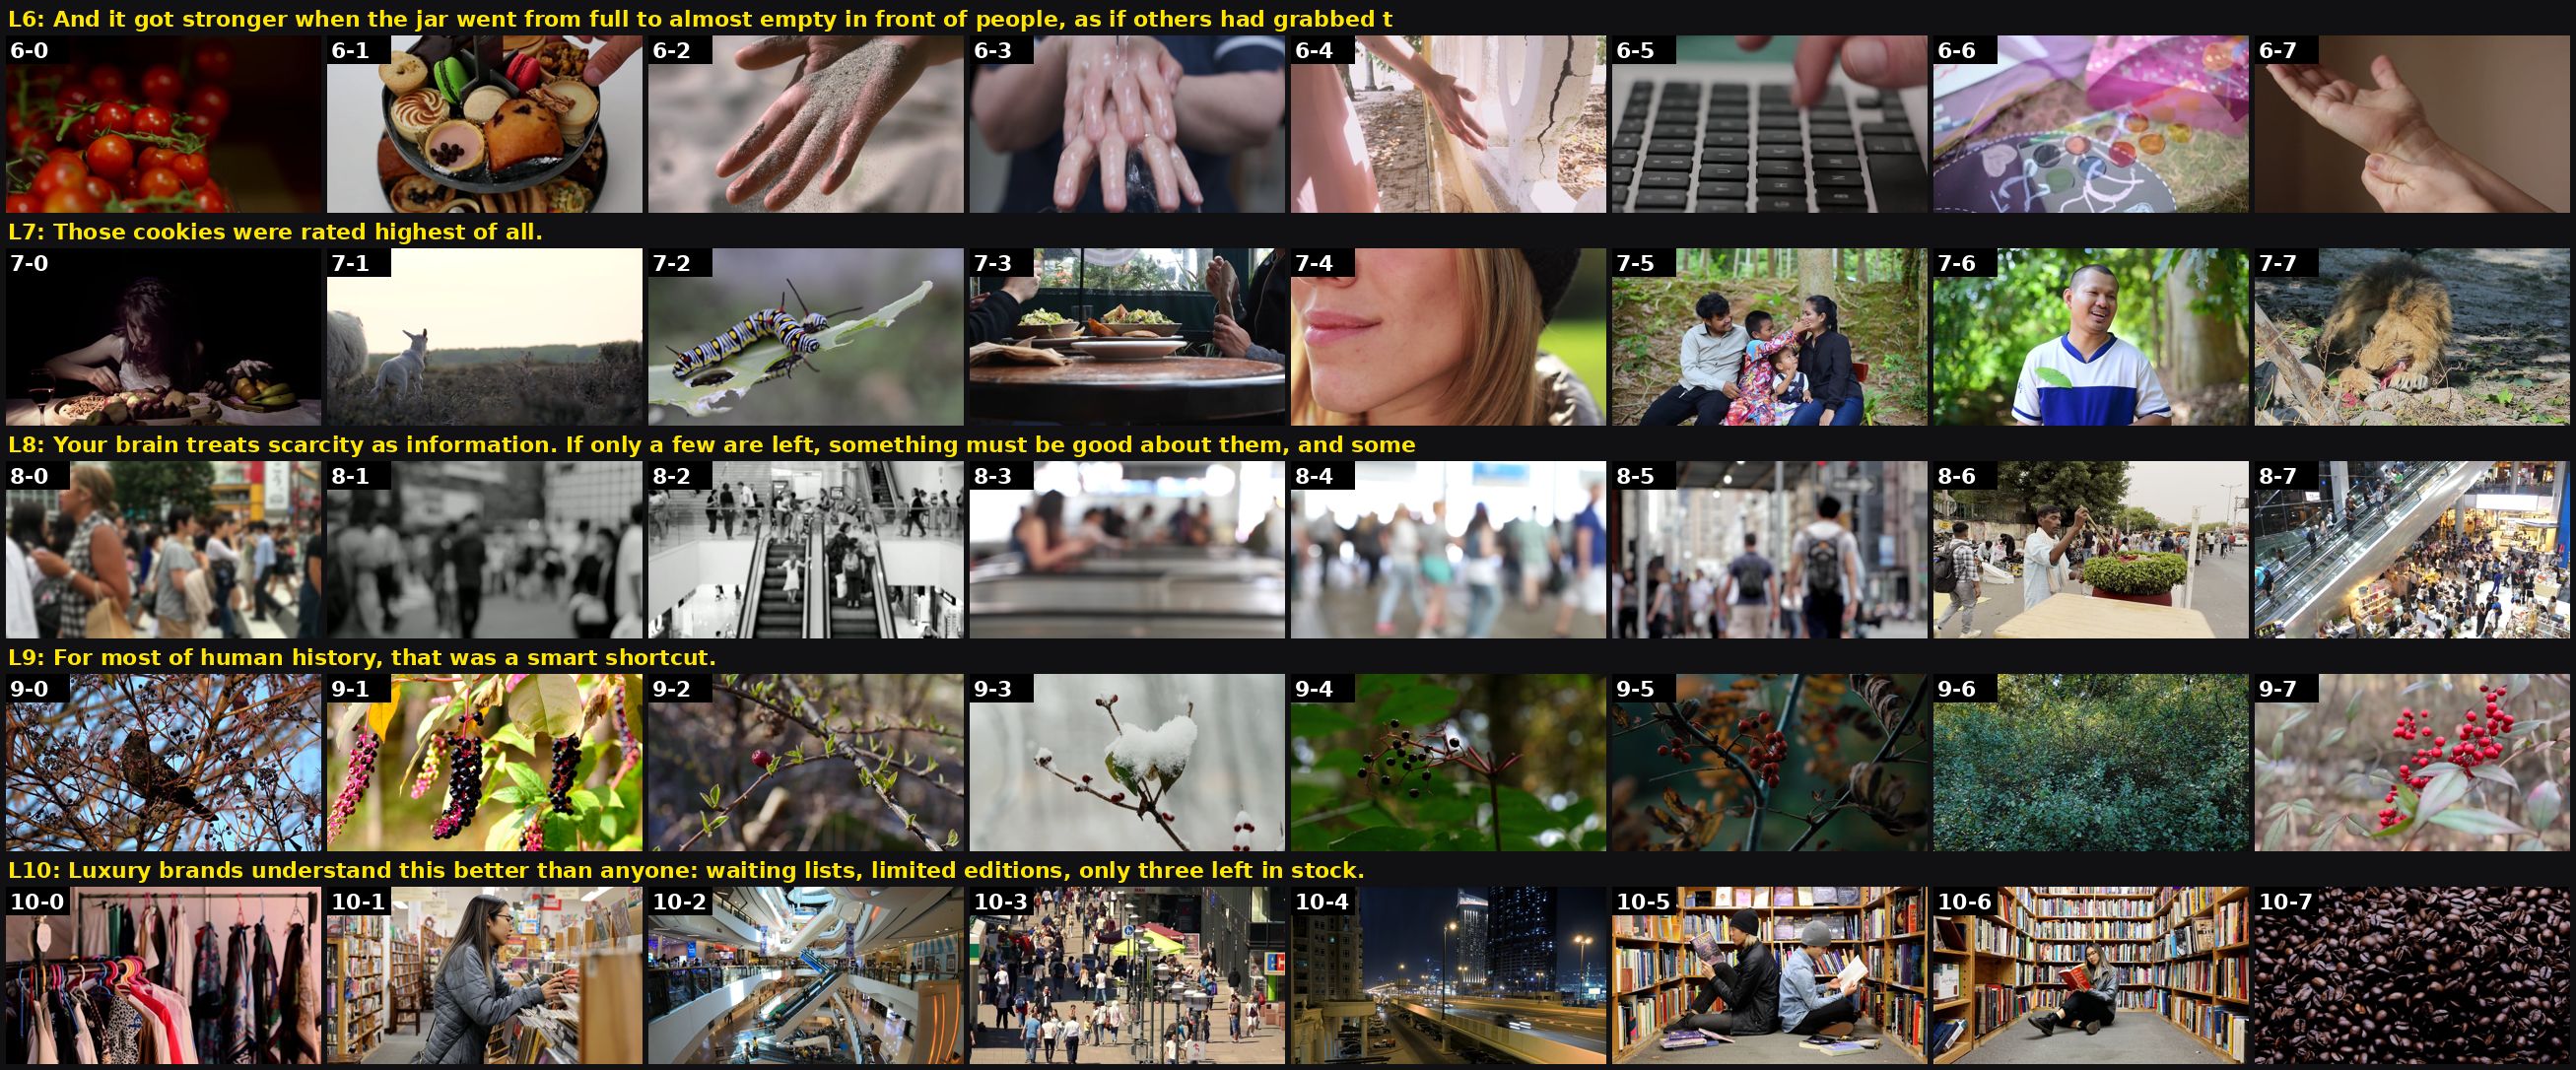 L6: And it got stronger when the jar went from full to almost empty in front of people, as if others had grabbed t
6-0 6-1 6-2 6-3 6-4 6-5 6-6 6-7
L7: Those cookies were rated highest of all.
7-0 7-1 7-2 7-3 7-4 7-5 7-6 7-7
L8: Your brain treats scarcity as information. If only a few are left, something must be good about them, and some
8-0 8-1 8-2 8-3 8-4 8-5 8-6 8-7
L9: For most of human history, that was a smart shortcut.
9-0 9-1 9-2 9-3 9-4 9-5 9-6 9-7
L10: Luxury brands understand this better than anyone: waiting lists, limited editions, only three left in stock.
10-0 10-1 10-2 10-3 10-4 10-5 10-6 10-7